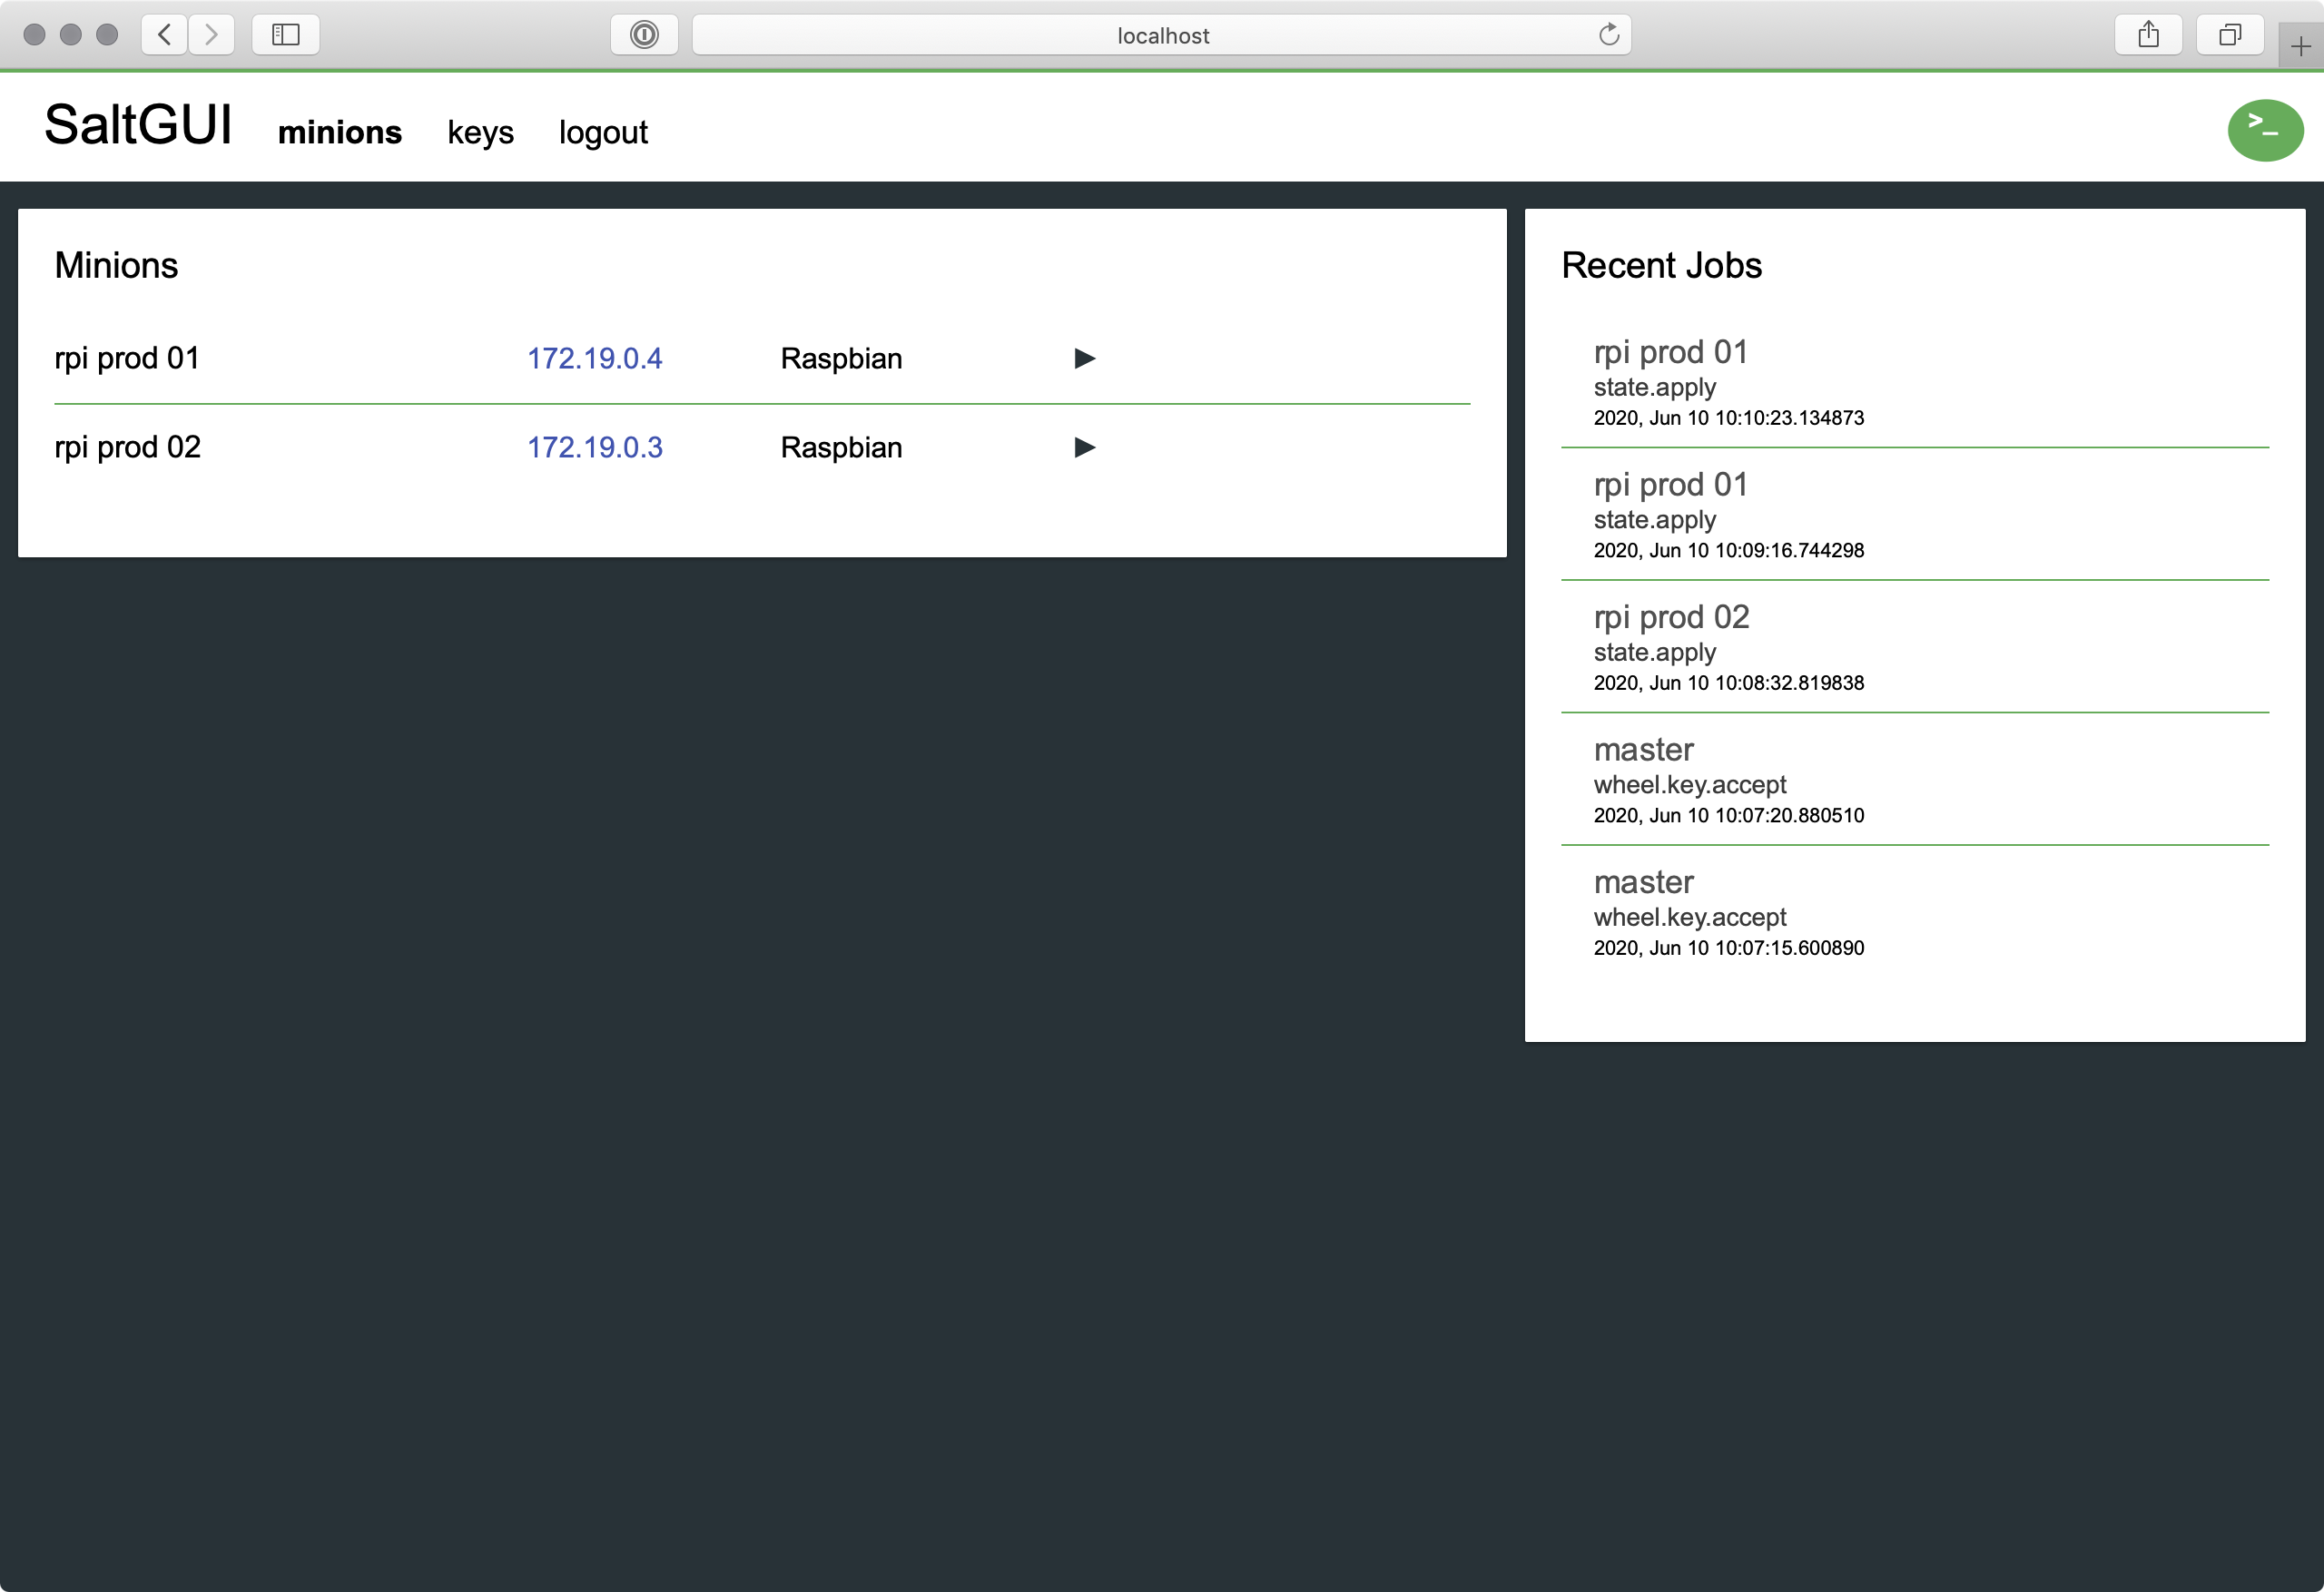 localhost
SaltGUI minions keys logout
>_
Minions
rpi prod 01 172.19.0.4 Raspbian
rpi prod 02 172.19.0.3 Raspbian
Recent Jobs
rpi prod 01
state.apply
2020, Jun 10 10:10:23.134873
rpi prod 01
state.apply
2020, Jun 10 10:09:16.744298
rpi prod 02
state.apply
2020, Jun 10 10:08:32.819838
master
wheel.key.accept
2020, Jun 10 10:07:20.880510
master
wheel.key.accept
2020, Jun 10 10:07:15.600890